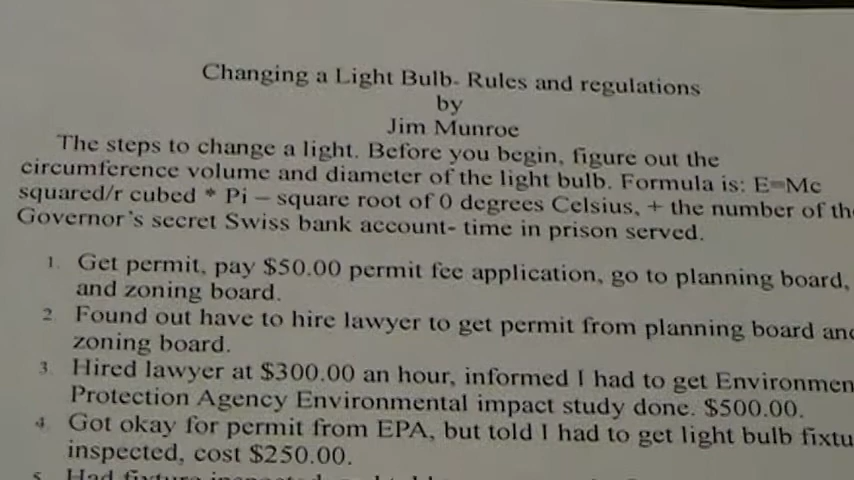 Changing a Light Bulb- Rules and regulations
by
Jim Munroe
The steps to change a light. Before you begin, figure out the
circumference volume and diameter of the light bulb. Formula is: E=Mc
squared/r cubed * Pi – square root of 0 degrees Celsius, + the number of the
Governor's secret Swiss bank account- time in prison served.
1. Get permit, pay $50.00 permit fee application, go to planning board,
and zoning board.
2 Found out have to hire lawyer to get permit from planning board and
zoning board.
3. Hired lawyer at $300.00 an hour, informed I had to get Environmen
Protection Agency Environmental impact study done. $500.00.
4 Got okay for permit from EPA, but told I had to get light bulb fixtu
inspected, cost $250.00.
5 Had fixture inspected